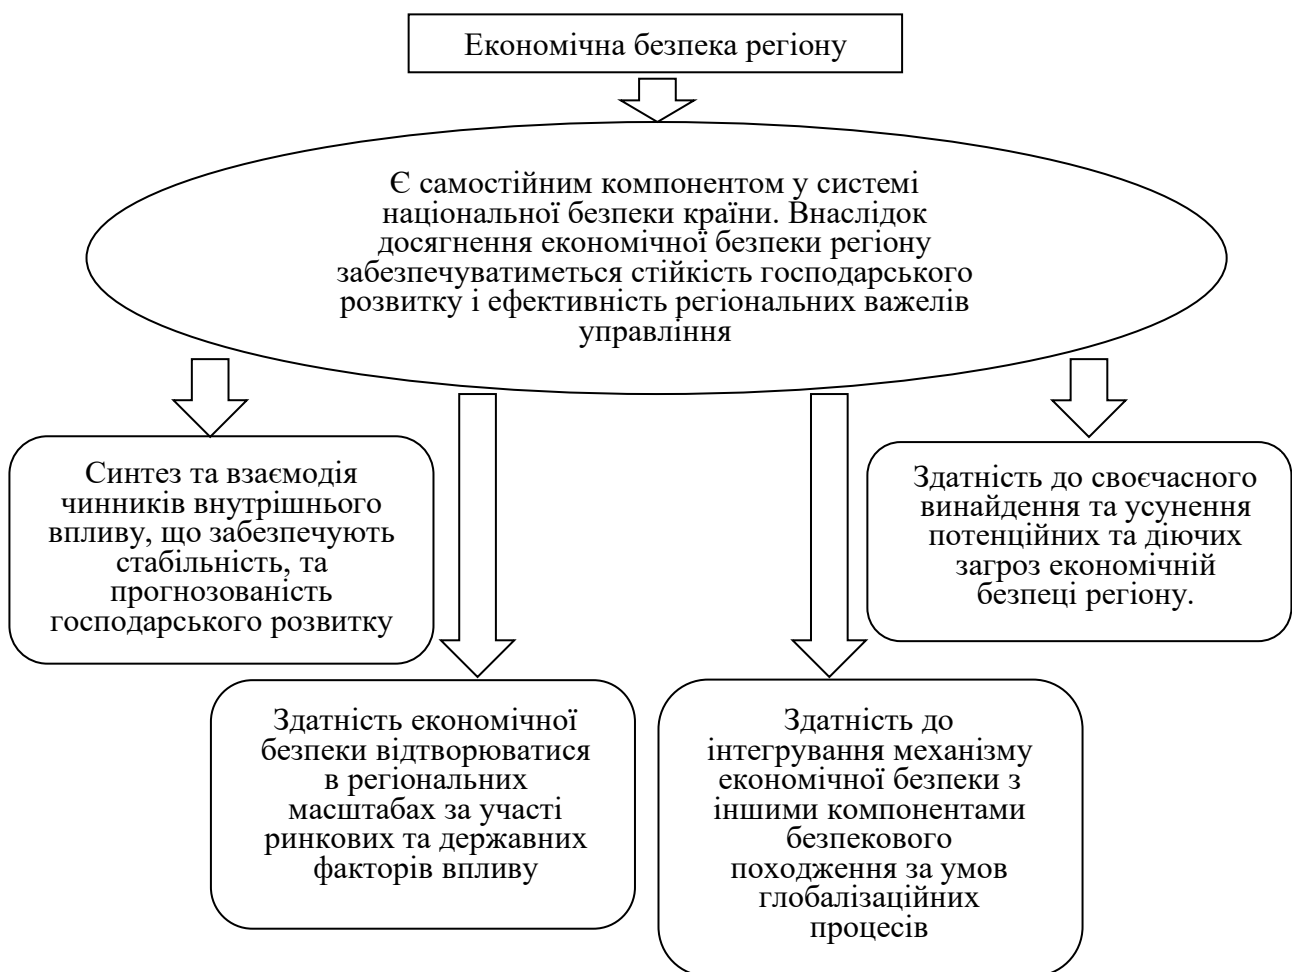 Економічна безпека регіону
Є самостійним компонентом у системі
національної безпеки країни. Внаслідок
досягнення економічної безпеки регіону
забезпечуватиметься стійкість господарського
розвитку і ефективність регіональних важелів
управління
Синтез та взаємодія
чинників внутрішнього
впливу, що забезпечують
стабільність, та
прогнозованість
господарського розвитку
Здатність до своєчасного
винайдення та усунення
потенційних та діючих
загроз економічній
безпеці регіону.
Здатність економічної
безпеки відтворюватися
в регіональних
масштабах за участі
ринкових та державних
факторів впливу
Здатність до
інтегрування механізму
економічної безпеки з
іншими компонентами
безпекового
походження за умов
глобалізаційних
процесів